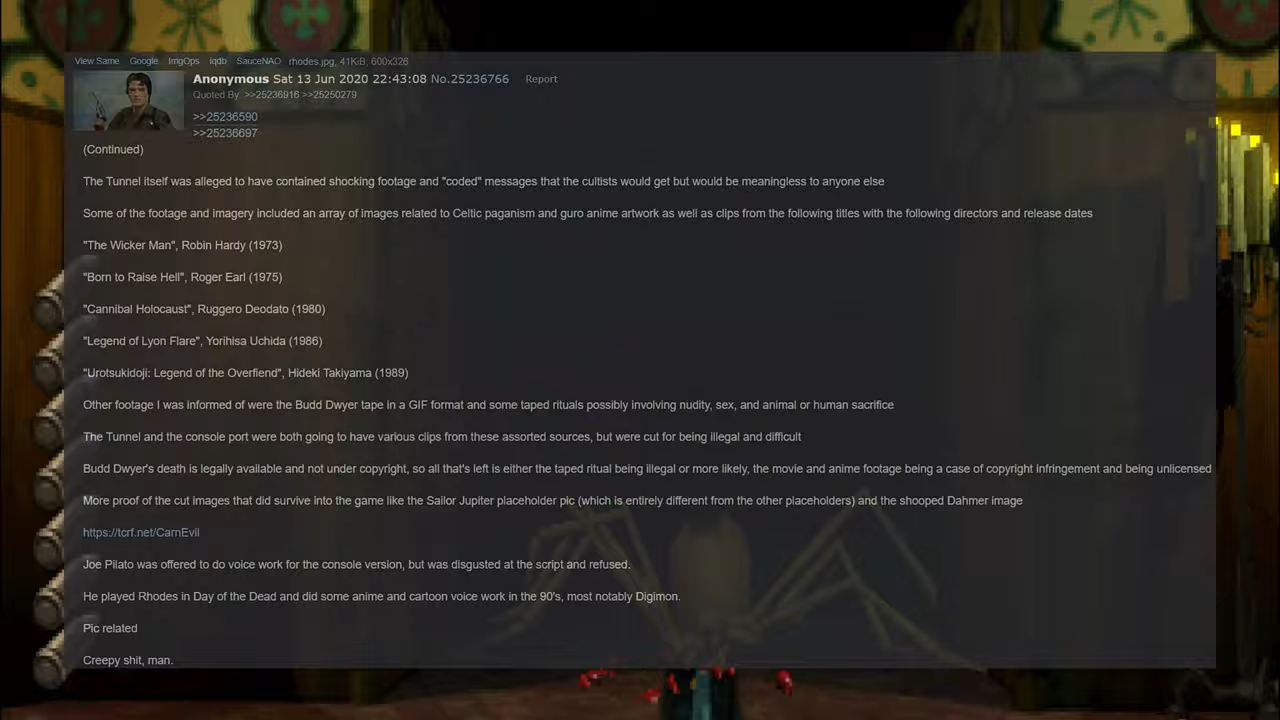 View Same Google ImgOps iqdb SauceNAO rhodes.jpg, 41KiB, 600x326
Anonymous Sat 13 Jun 2020 22:43:08 No.25236766 Report
Quoted By: >>25236916 >>25250279
>>25236590
>>25236697
(Continued)
The Tunnel itself was alleged to have contained shocking footage and "coded" messages that the cultists would get but would be meaningless to anyone else
Some of the footage and imagery included an array of images related to Celtic paganism and guro anime artwork as well as clips from the following titles with the following directors and release dates
"The Wicker Man", Robin Hardy (1973)
"Born to Raise Hell", Roger Earl (1975)
"Cannibal Holocaust", Ruggero Deodato (1980)
"Legend of Lyon Flare", Yorihisa Uchida (1986)
"Urotsukidoji: Legend of the Overfiend", Hideki Takiyama (1989)
Other footage I was informed of were the Budd Dwyer tape in a GIF format and some taped rituals possibly involving nudity, sex, and animal or human sacrifice
The Tunnel and the console port were both going to have various clips from these assorted sources, but were cut for being illegal and difficult
Budd Dwyer's death is legally available and not under copyright, so all that's left is either the taped ritual being illegal or more likely, the movie and anime footage being a case of copyright infringement and being unlicensed
More proof of the cut images that did survive into the game like the Sailor Jupiter placeholder pic (which is entirely different from the other placeholders) and the shooped Dahmer image
https://tcrf.net/CarnEvil
Joe Pilato was offered to do voice work for the console version, but was disgusted at the script and refused.
He played Rhodes in Day of the Dead and did some anime and cartoon voice work in the 90's, most notably Digimon.
Pic related
Creepy shit, man.